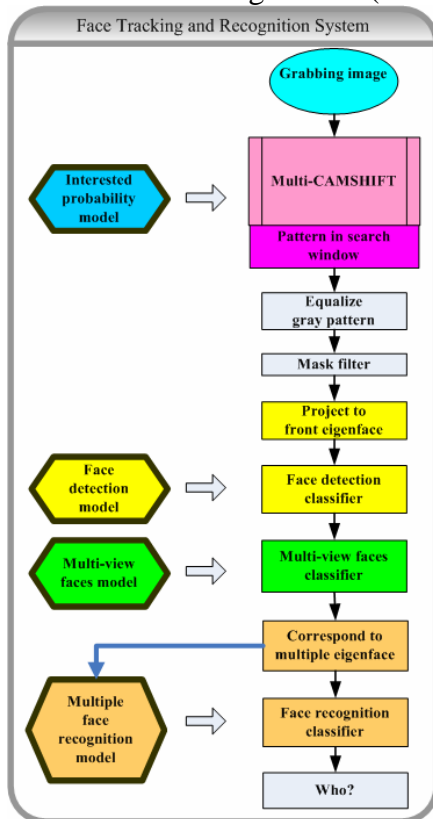 Face Tracking and Recognition System
Grabbing image
Interested
probability
model
Multi-CAMSHIFT
Pattern in search
window
Equalize
gray pattern
Mask filter
Project to
front eigenface
Face
detection
model
Face detection
classifier
Multi-view
faces model
Multi-view faces
classifier
Correspond to
multiple eigenface
Multiple
face
recognition
model
Face recognition
classifier
Who?